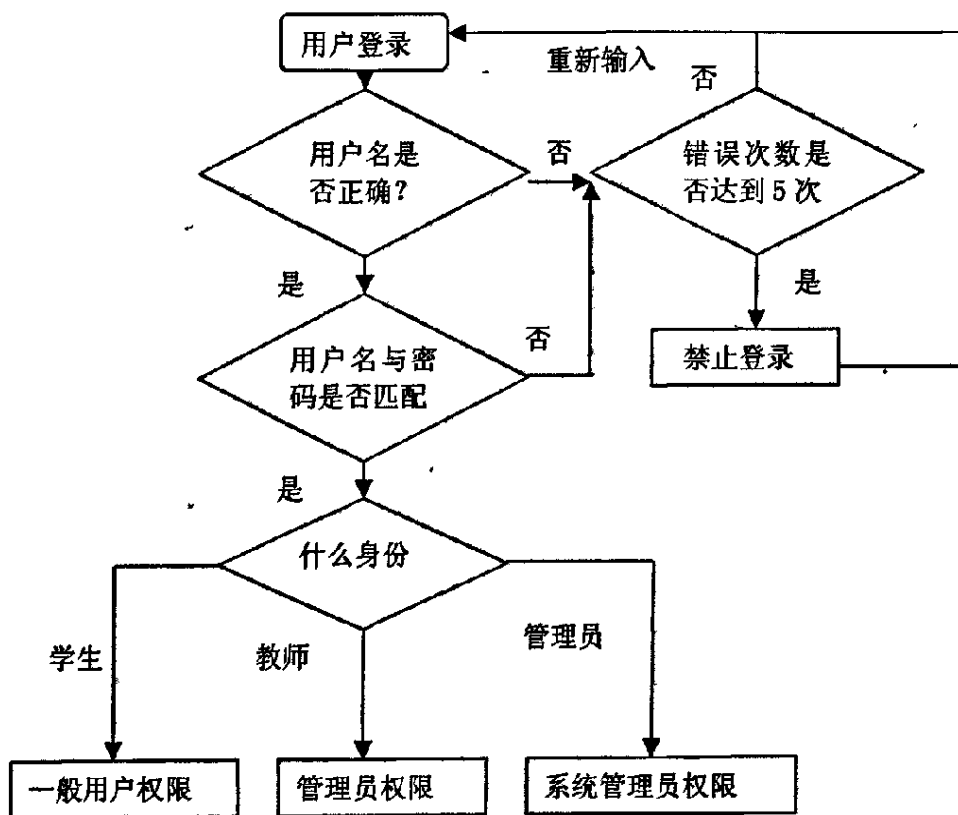 用户登录
重新输入
否
用户名是
否正确?
否
错误次数是
否达到5次
是
是
用户名与密
码是否匹配
否
禁止登录
是
什么身份
学生
教师
管理员
一般用户权限
管理员权限
系统管理员权限